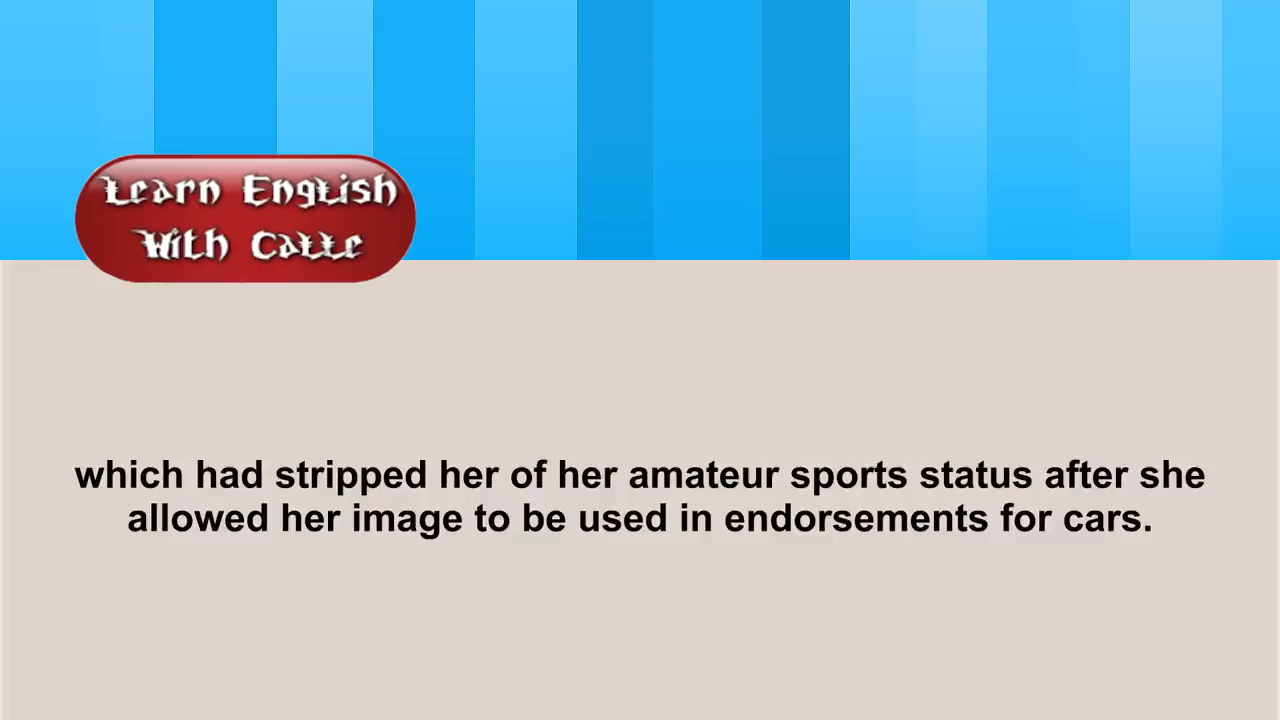 Learn English
With Catte
which had stripped her of her amateur sports status after she
allowed her image to be used in endorsements for cars.